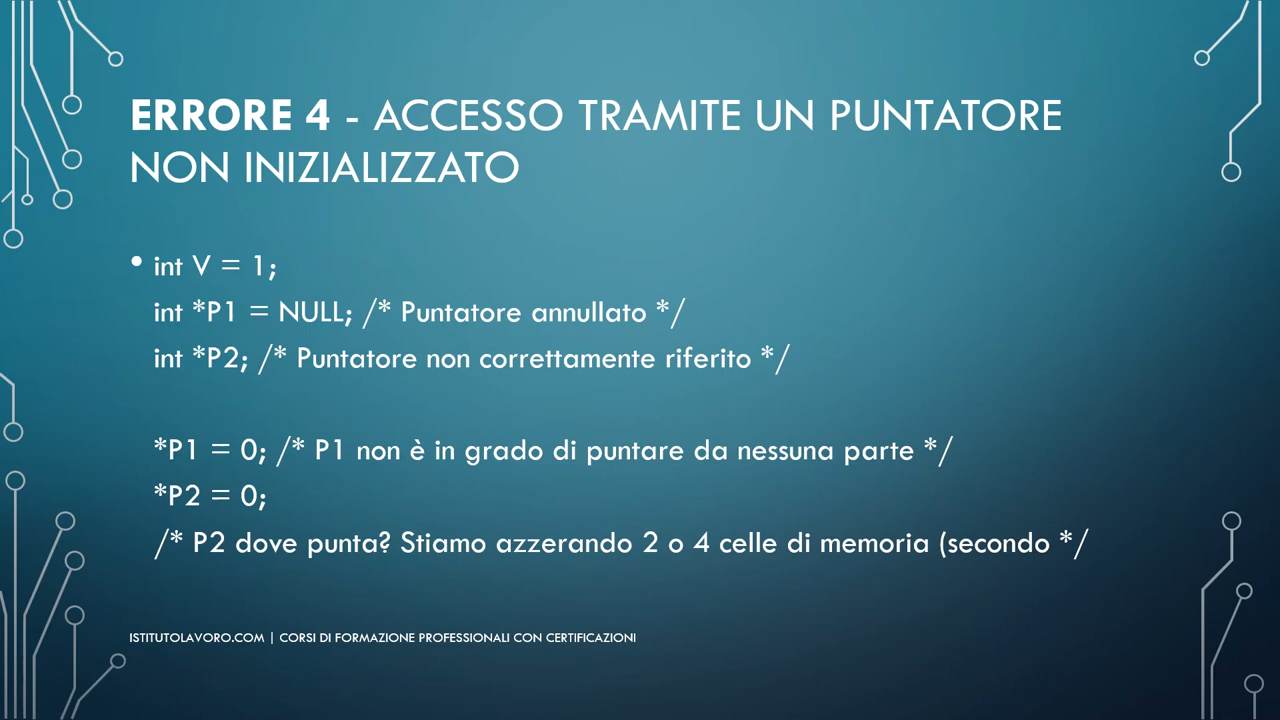 ERRORE 4 - ACCESSO TRAMITE UN PUNTATORE
NON INIZIALIZZATO
• int V = 1;
int *P1 = NULL; /* Puntatore annullato */
int *P2; /* Puntatore non correttamente riferito */
*P1 = 0; /* P1 non è in grado di puntare da nessuna parte */
*P2 = 0;
/* P2 dove punta? Stiamo azzerando 2 o 4 celle di memoria (secondo */
ISTITUTOLAVORO.COM | CORSI DI FORMAZIONE PROFESSIONALI CON CERTIFICAZIONI